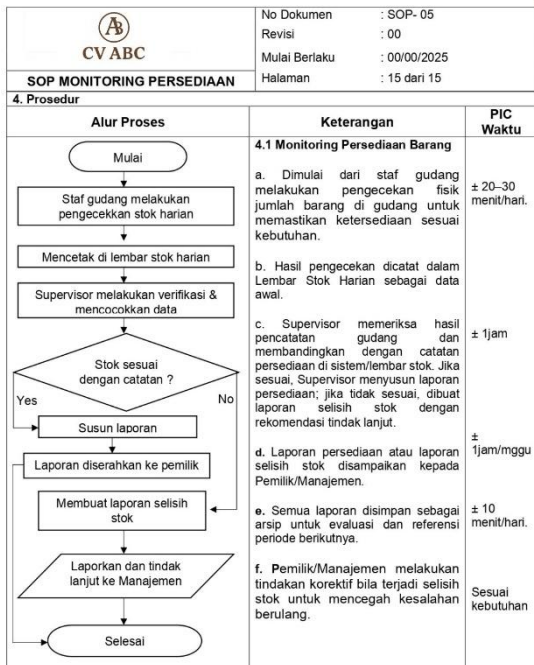 CV ABC
SOP MONITORING PERSEDIAAN
No Dokumen : SOP- 05
Revisi : 00
Mulai Berlaku : 00/00/2025
Halaman : 15 dari 15
4. Prosedur
Alur Proses
Mulai
Staf gudang melakukan
pengecekkan stok harian
Mencetak di lembar stok harian
Supervisor melakukan verifikasi &
mencocokkan data
Stok sesuai
dengan catatan ?
Yes
No
Susun laporan
Laporan diserahkan ke pemilik
Membuat laporan selisih
stok
Laporkan dan tindak
lanjut ke Manajemen
Selesai
Keterangan
4.1 Monitoring Persediaan Barang
a. Dimulai dari staf gudang
melakukan pengecekan fisik
jumlah barang di gudang untuk
memastikan ketersediaan sesuai
kebutuhan.
b. Hasil pengecekan dicatat dalam
Lembar Stok Harian sebagai data
awal.
c. Supervisor memeriksa hasil
pencatatan gudang dan
membandingkan dengan catatan
persediaan di sistem/lembar stok. Jika
sesuai, Supervisor menyusun laporan
persediaan; jika tidak sesuai, dibuat
laporan selisih stok dengan
rekomendasi tindak lanjut.
d. Laporan persediaan atau laporan
selisih stok disampaikan kepada
Pemilik/Manajemen.
e. Semua laporan disimpan sebagai
arsip untuk evaluasi dan referensi
periode berikutnya.
f. Pemilik/Manajemen melakukan
tindakan korektif bila terjadi selisih
stok untuk mencegah kesalahan
berulang.
PIC
Waktu
± 20–30
menit/hari.
± 1jam
±
1jam/mggu
± 10
menit/hari.
Sesuai
kebutuhan